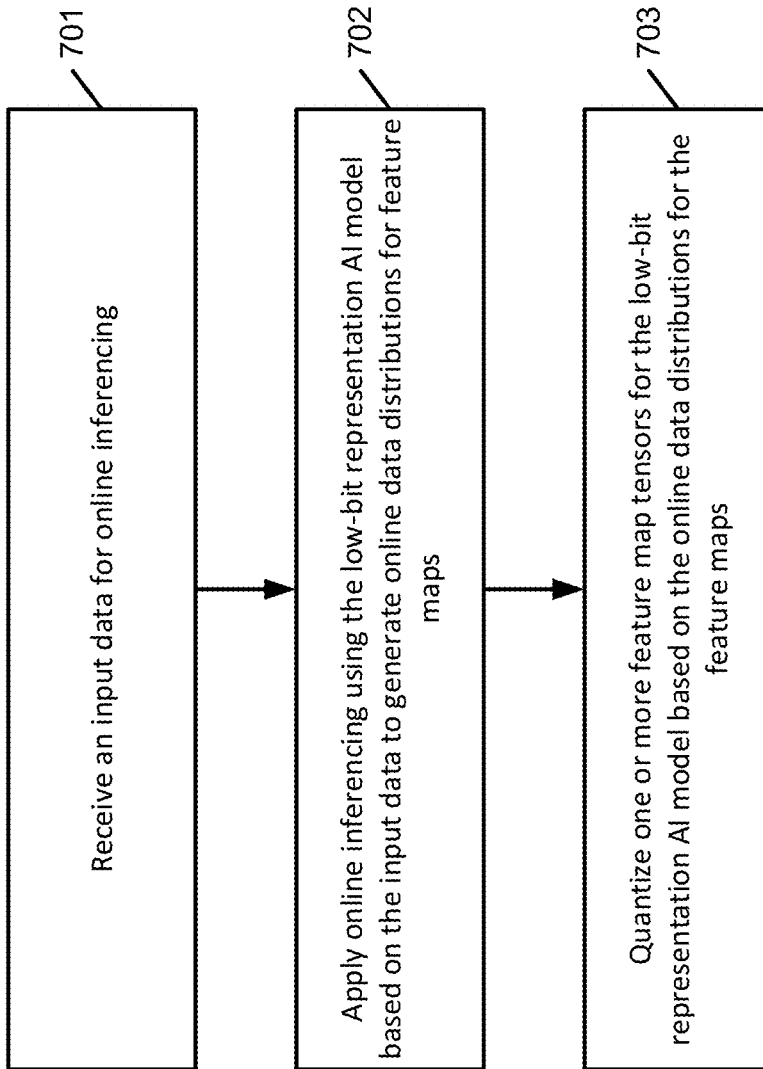 701
Receive an input data for online inferencing
702
Apply online inferencing using the low-bit representation AI model
based on the input data to generate online data distributions for feature
maps
703
Quantize one or more feature map tensors for the low-bit
representation AI model based on the online data distributions for the
feature maps